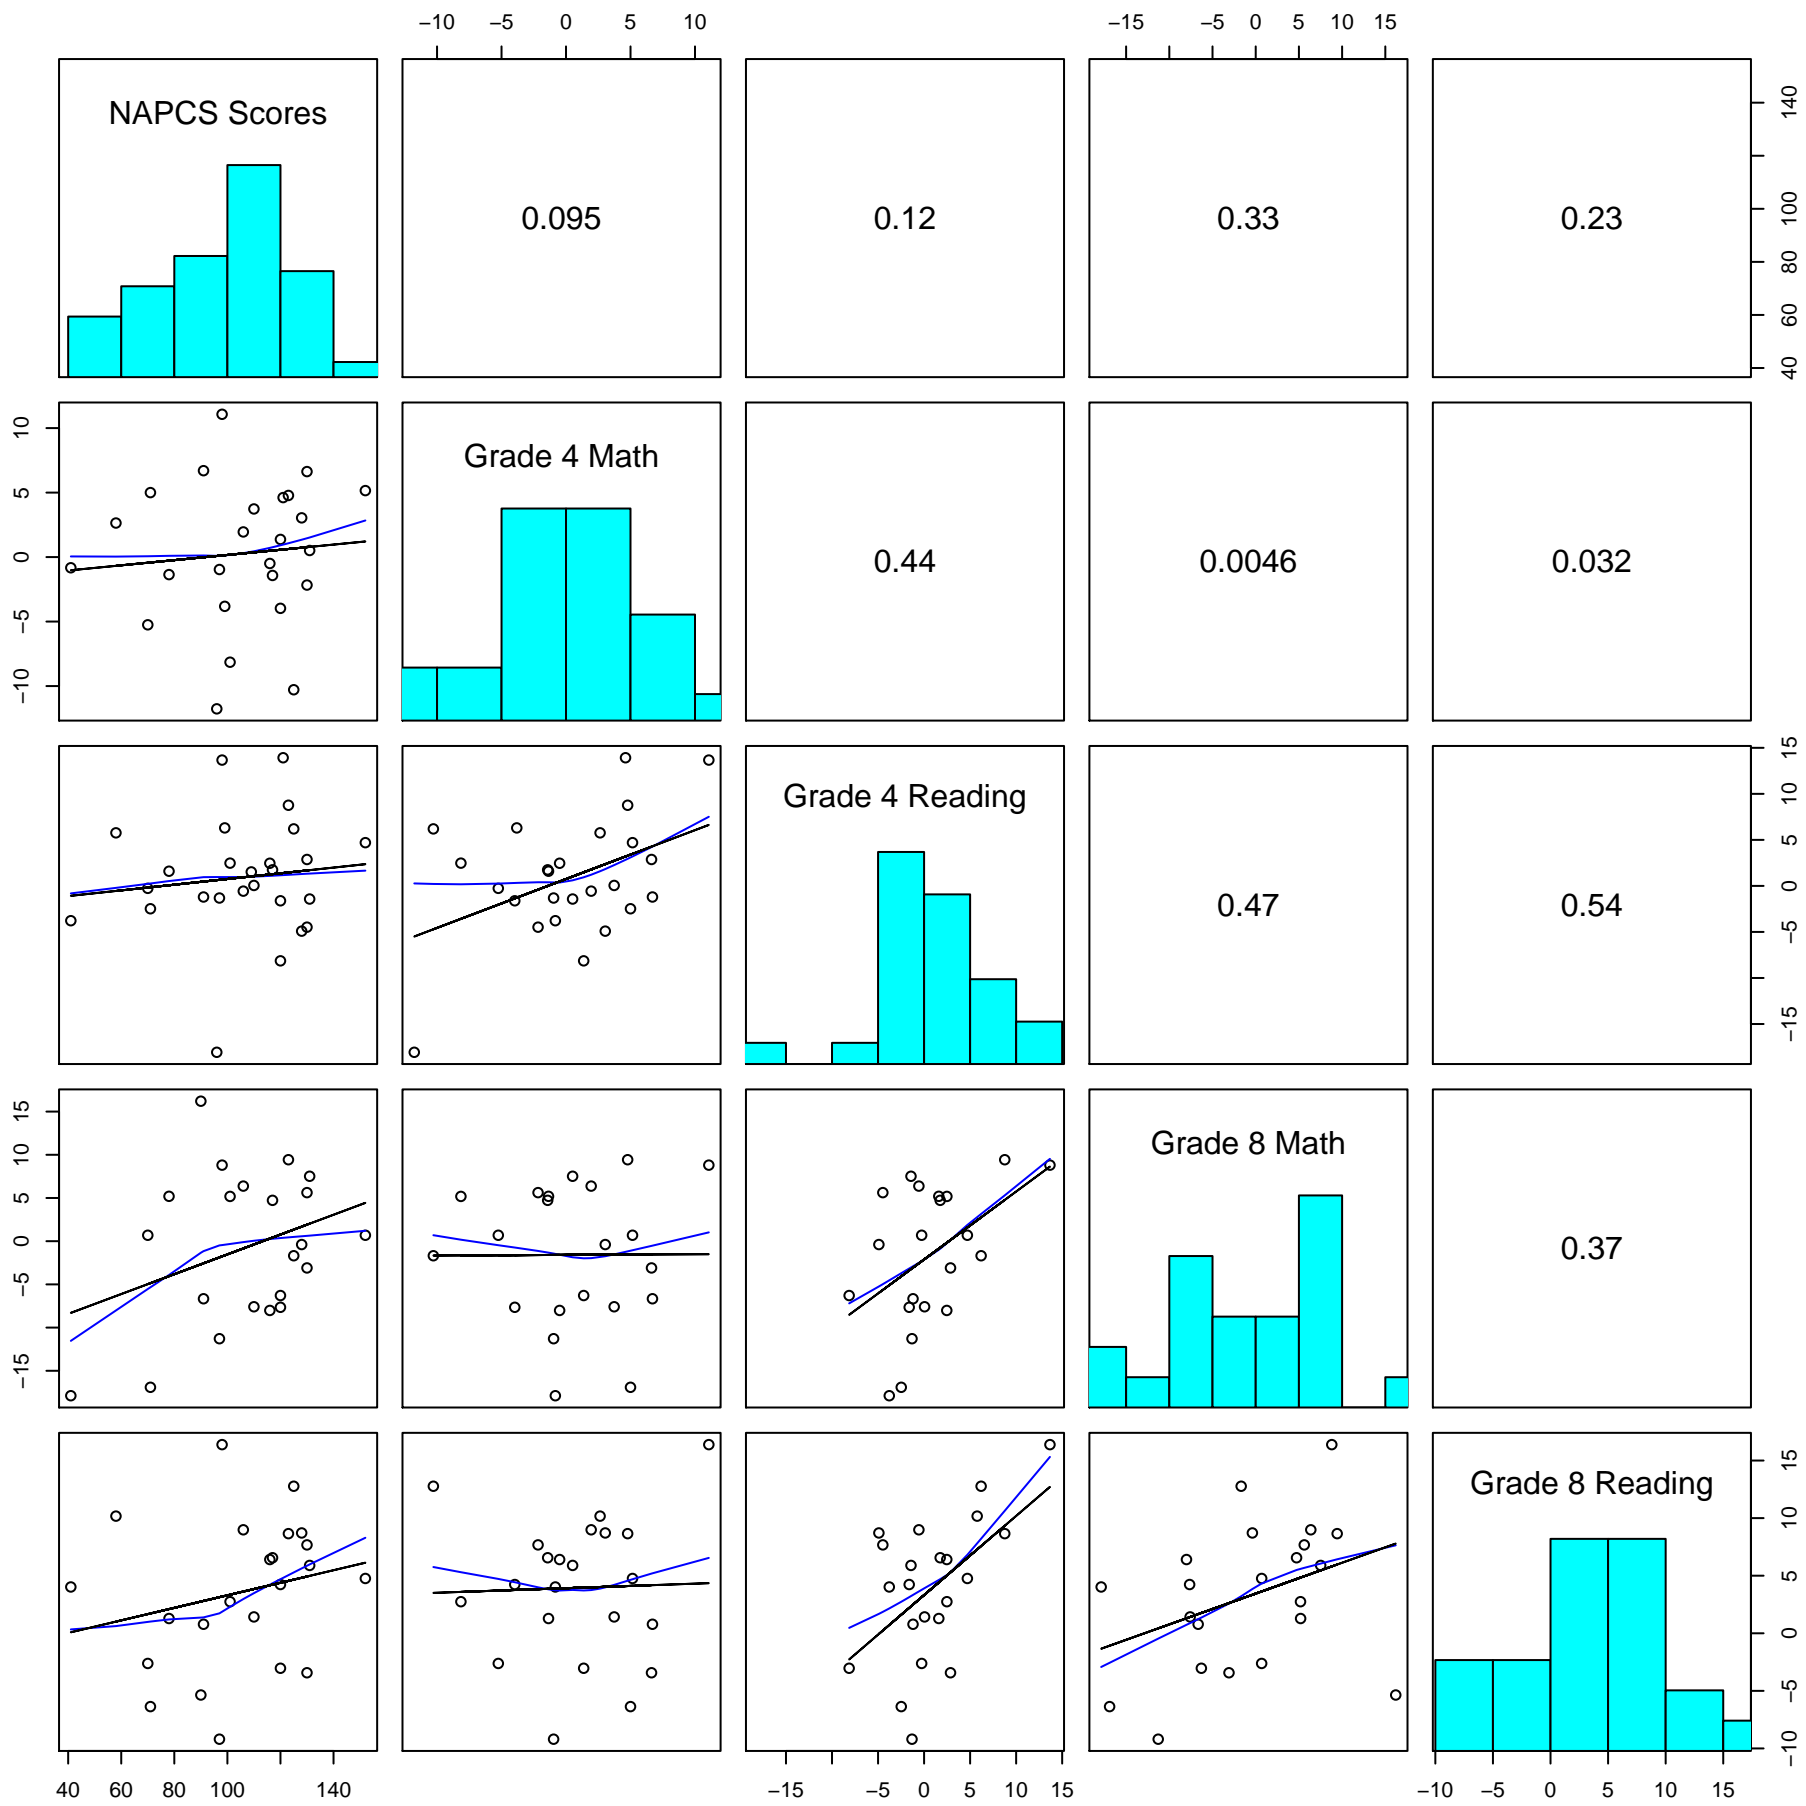 −10 −5 0 5 10 −15 −5 0 5 10 15
NAPCS Scores
0.095
0.12
0.33
0.23
40 60 80 100 140
−10 −5 0 5 10
Grade 4 Math
0.44
0.0046
0.032
Grade 4 Reading
0.47
0.54
−15 −5 0 5 10 15
−15 −5 0 5 10 15
Grade 8 Math
0.37
Grade 8 Reading
−10 −5 0 5 10 15
40 60 80 100 140 −15 −5 0 5 10 15 −10 −5 0 5 10 15